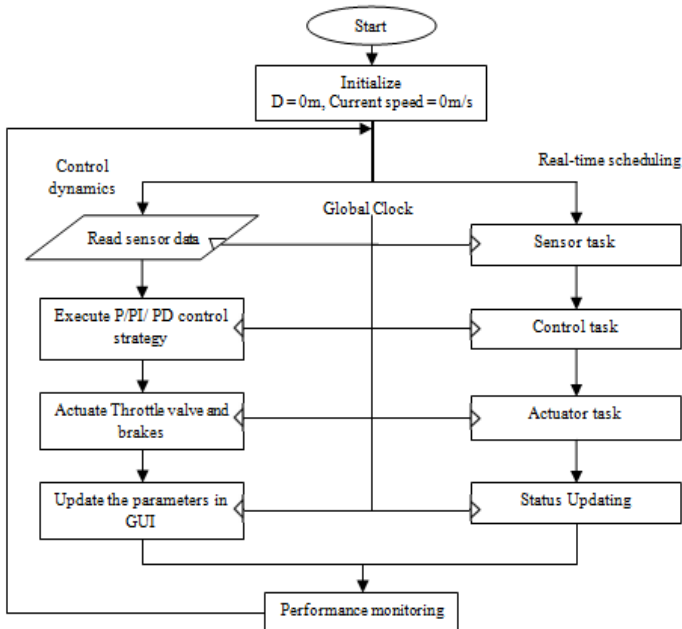 Start
Initialize
D = 0m, Current speed = 0m/s
Control
dynamics
Real-time scheduling
Global Clock
Read sensor data
Sensor task
Execute P/PI/ PD control
strategy
Control task
Actuate Throttle valve and
brakes
Actuator task
Update the parameters in
GUI
Status Updating
Performance monitoring